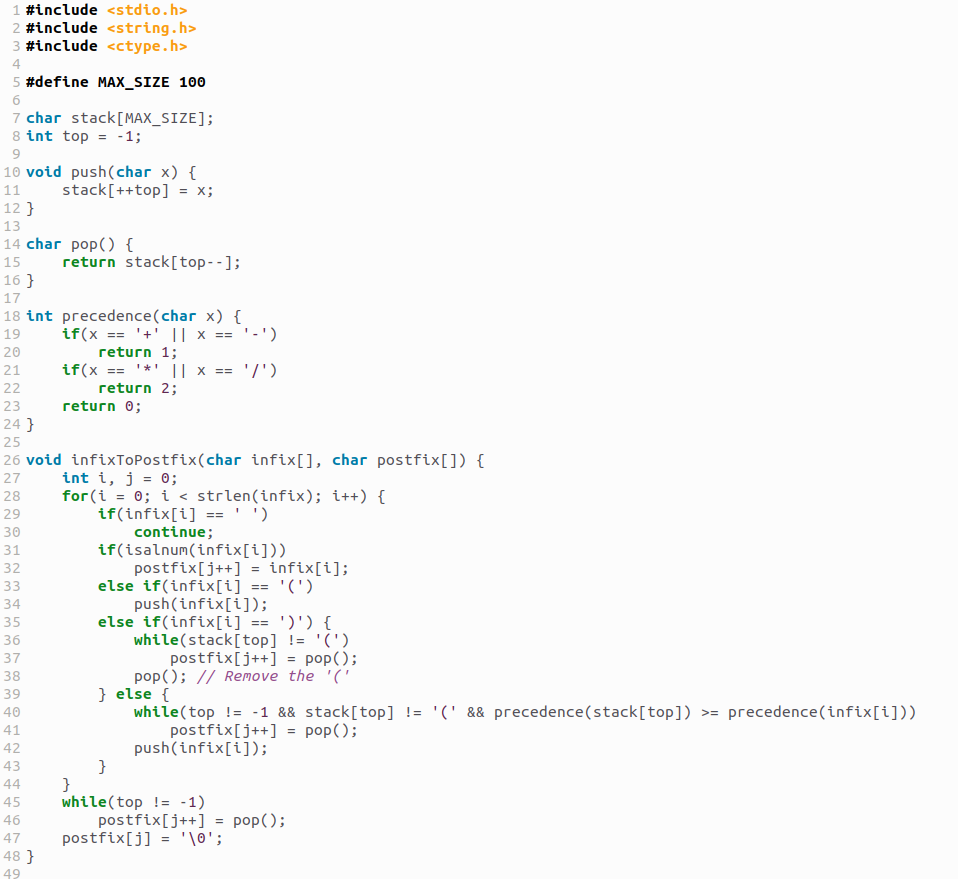 1 #include <stdio.h>
2 #include <string.h>
3 #include <ctype.h>
4
5 #define MAX_SIZE 100
6
7 char stack[MAX_SIZE];
8 int top = -1;
9
10 void push(char x) {
11     stack[++top] = x;
12 }
13
14 char pop() {
15     return stack[top--];
16 }
17
18 int precedence(char x) {
19     if(x == '+' || x == '-')
20         return 1;
21     if(x == '*' || x == '/')
22         return 2;
23     return 0;
24 }
25
26 void infixToPostfix(char infix[], char postfix[]) {
27     int i, j = 0;
28     for(i = 0; i < strlen(infix); i++) {
29         if(infix[i] == ' ')
30             continue;
31         if(isalnum(infix[i]))
32             postfix[j++] = infix[i];
33         else if(infix[i] == '(')
34             push(infix[i]);
35         else if(infix[i] == ')') {
36             while(stack[top] != '(')
37                 postfix[j++] = pop();
38             pop(); // Remove the '('
39         } else {
40             while(top != -1 && stack[top] != '(' && precedence(stack[top]) >= precedence(infix[i]))
41                 postfix[j++] = pop();
42             push(infix[i]);
43         }
44     }
45     while(top != -1)
46         postfix[j++] = pop();
47     postfix[j] = '\0';
48 }
49